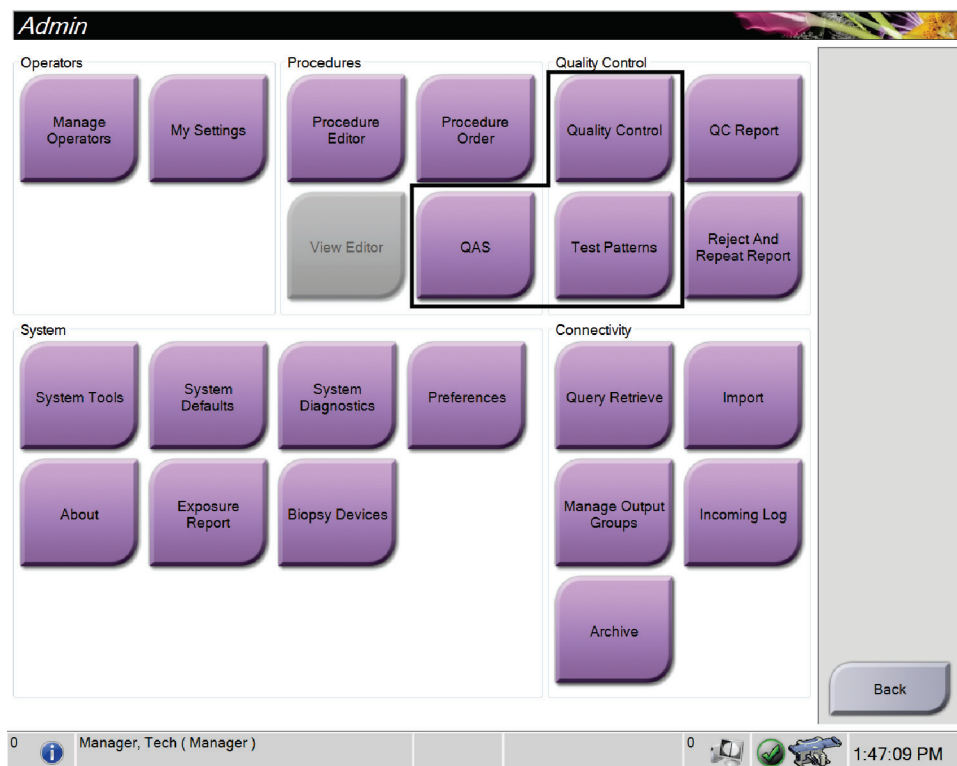 Admin
Operators
Manage
Operators
My Settings
Procedures
Procedure
Editor
Procedure
Order
View Editor
QAS
Quality Control
Quality Control
QC Report
Test Patterns
Reject And
Repeat Report
System
System Tools
System
Defaults
System
Diagnostics
Preferences
About
Exposure
Report
Biopsy Devices
Connectivity
Query Retrieve
Import
Manage Output
Groups
Incoming Log
Archive
Back
0
Manager, Tech ( Manager )
0
1:47:09 PM